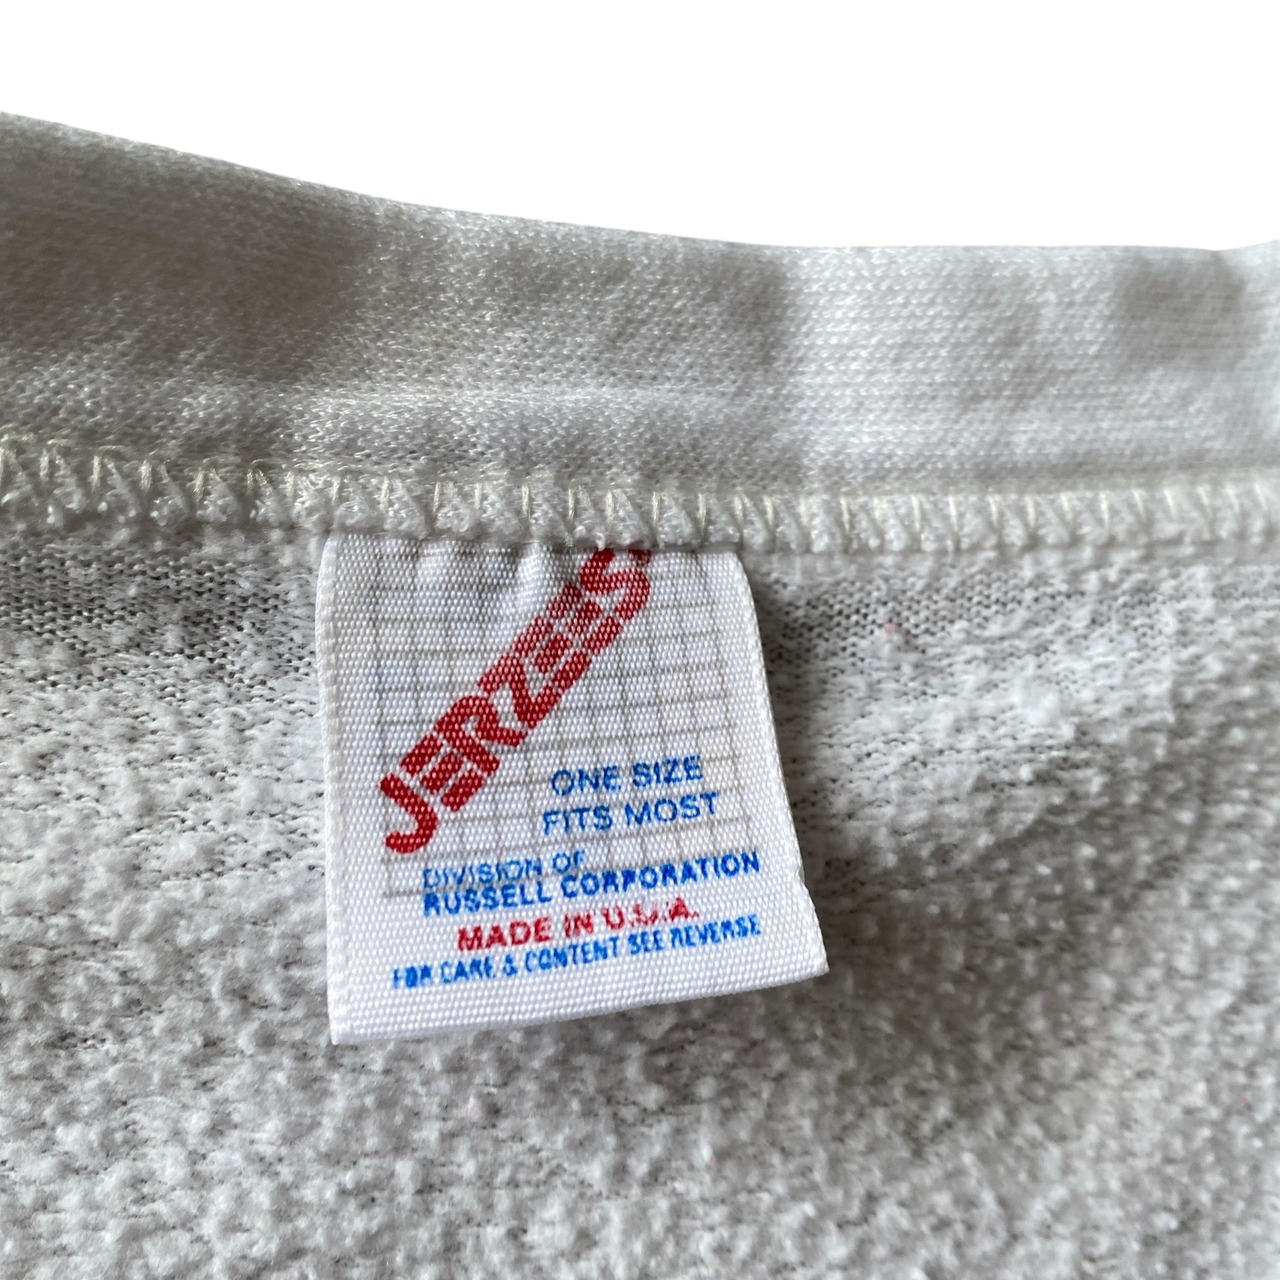 JERZEES
ONE SIZE
FITS MOST
DIVISION OF
RUSSELL CORPORATION
MADE IN U.S.A.
FOR CARE & CONTENT SEE REVERSE